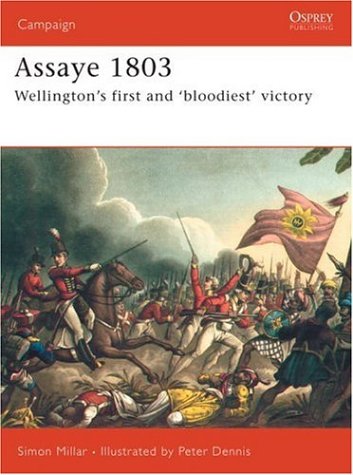 Campaign
OSPREY
PUBLISHING
Assaye 1803
Wellington's first and 'bloodiest' victory
Simon Millar • Illustrated by Peter Dennis